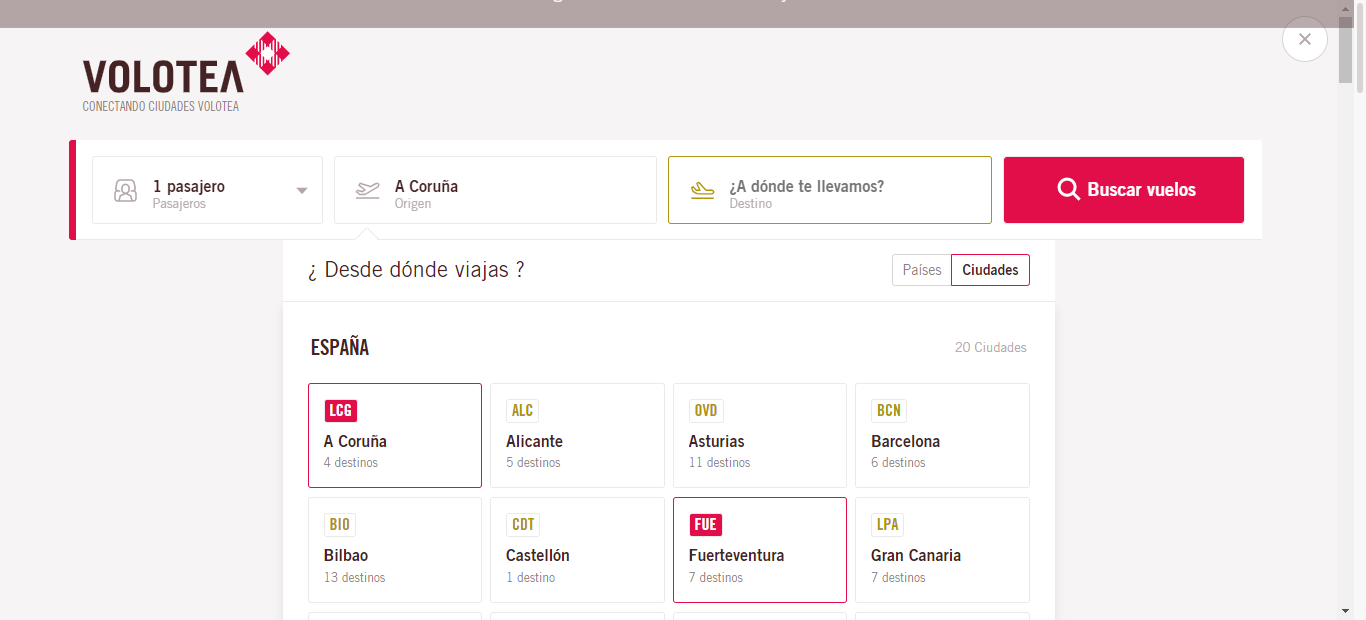 VOLOTEA
CONECTANDO CIUDADES VOLOTEA
1 pasajero
Pasajeros
A Coruña
Origen
¿A dónde te llevamos?
Destino
Buscar vuelos
¿ Desde dónde viajas ?
Países
Ciudades
ESPAÑA
20 Ciudades
LCG
A Coruña
4 destinos
ALC
Alicante
5 destinos
OVD
Asturias
11 destinos
BCN
Barcelona
6 destinos
BIO
Bilbao
13 destinos
CDT
Castellón
1 destino
FUE
Fuerteventura
7 destinos
LPA
Gran Canaria
7 destinos